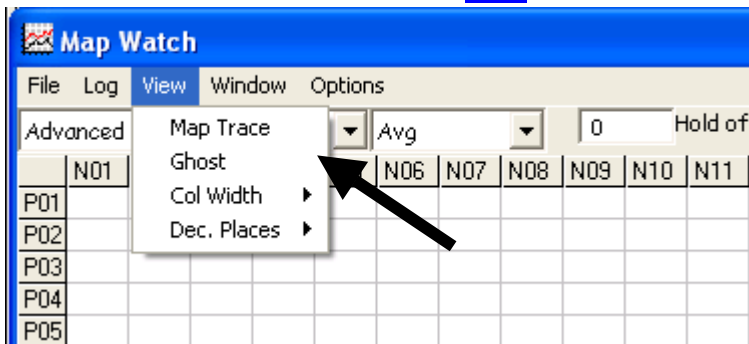 Map Watch
File Log View Window Options
Advanced Avg 0 Hold of
Map Trace
Ghost
Col Width
Dec. Places
N01 N06 N07 N08 N09 N10 N11
P01
P02
P03
P04
P05